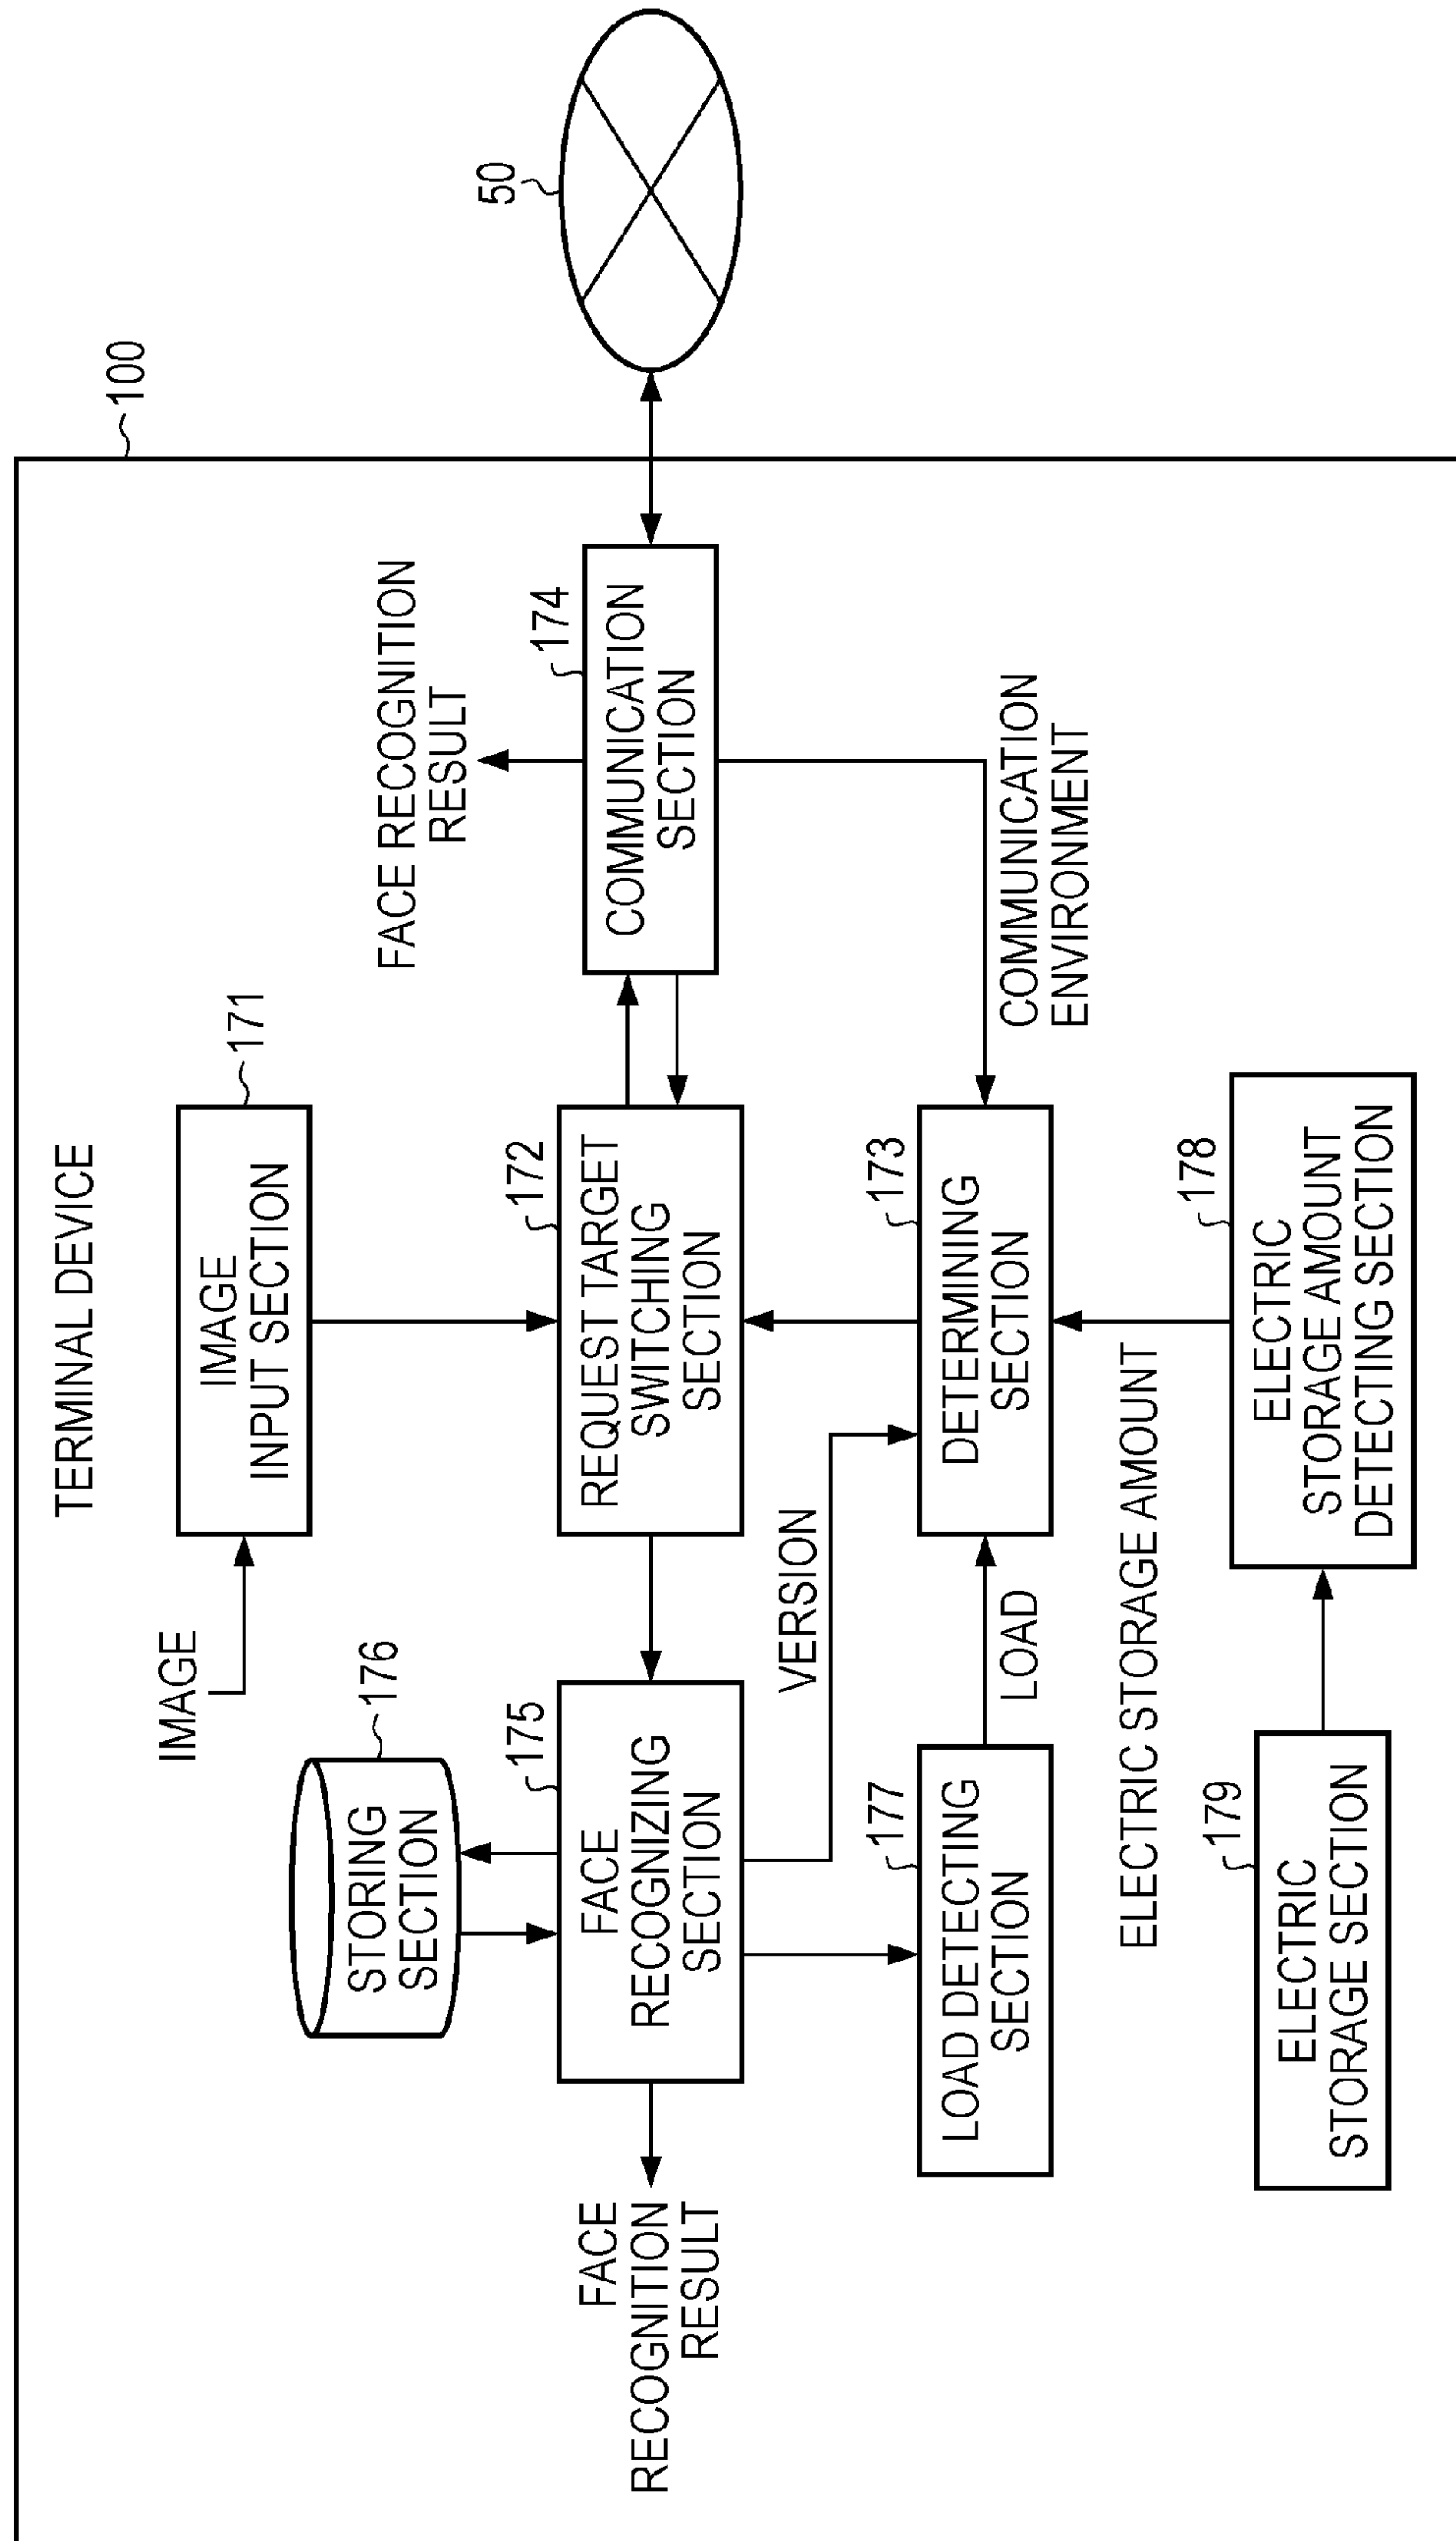 TERMINAL DEVICE
100
IMAGE
171
IMAGE
INPUT SECTION
176
STORING
SECTION
FACE RECOGNITION
RESULT
50
175
FACE
RECOGNIZING
SECTION
172
REQUEST TARGET
SWITCHING
SECTION
174
COMMUNICATION
SECTION
FACE
RECOGNITION
RESULT
VERSION
177
LOAD DETECTING
SECTION
LOAD
173
DETERMINING
SECTION
COMMUNICATION
ENVIRONMENT
ELECTRIC STORAGE AMOUNT
179
ELECTRIC
STORAGE SECTION
178
ELECTRIC
STORAGE AMOUNT
DETECTING SECTION